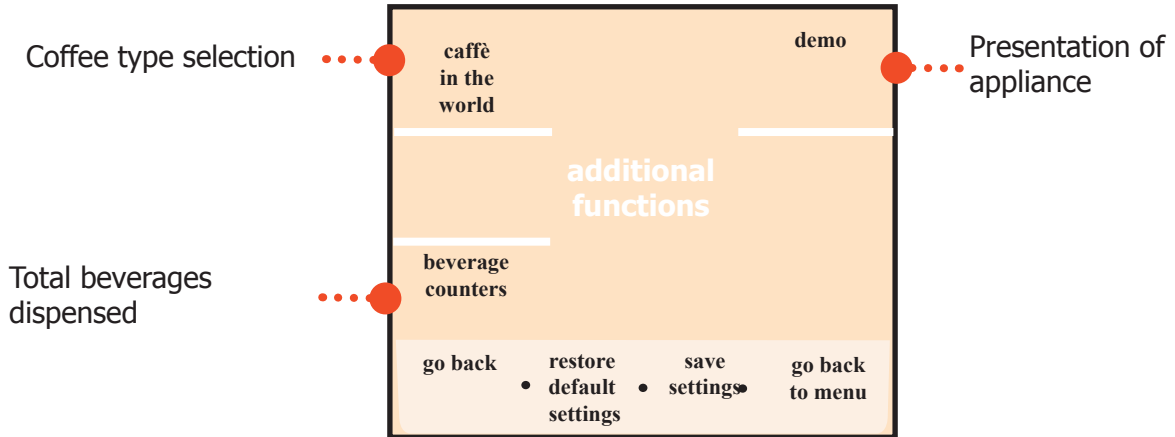 Coffee type selection
caffè
in the
world
demo
Presentation of
appliance
additional
functions
Total beverages
dispensed
beverage
counters
go back
restore
default
settings
save
settings
go back
to menu